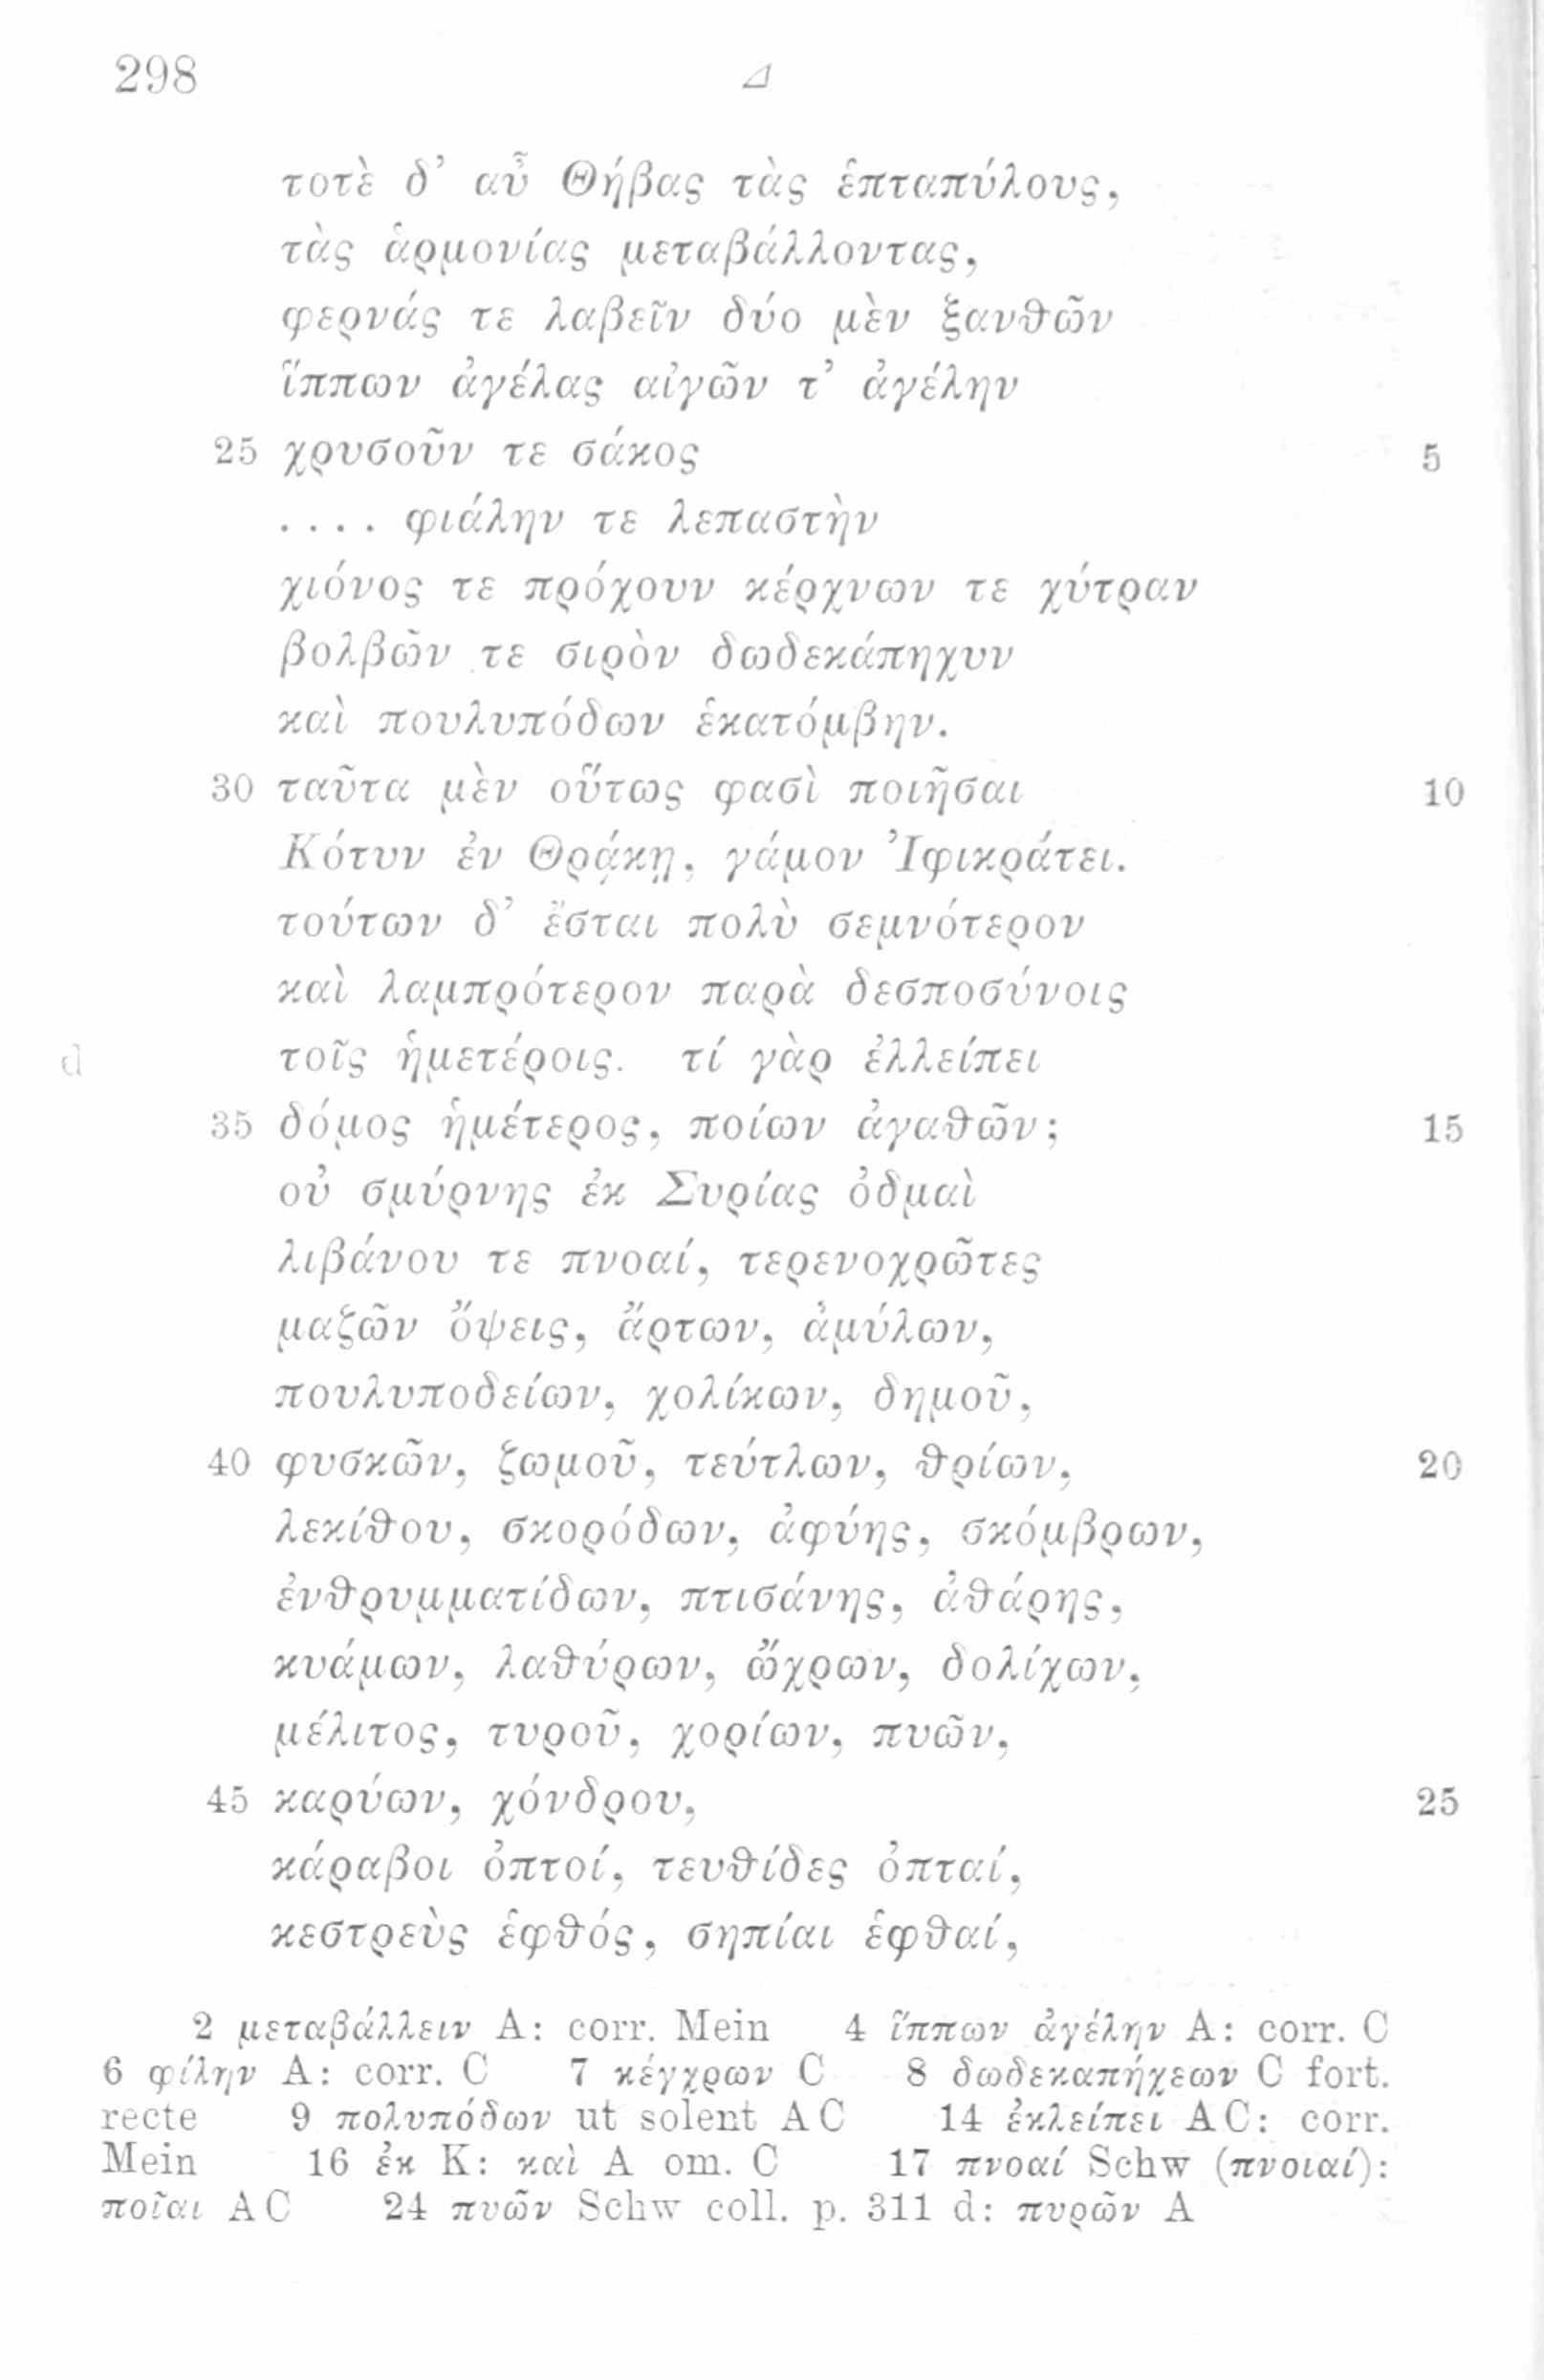 298 Δ
τοτὲ δ’ αὖ Θήβας τὰς ἑπταπύλους,
τὰς ἁρμονίας μεταβάλλοντας,
φερνάς τε λαβεῖν δύο μὲν ξανθῶν
ἵππων ἀγέλας αἰγῶν τ’ ἀγέλην
25 χρυσοῦν τε σάκος 5
. . . . φιάλην τε λεπαστὴν
χιόνος τε πρόχουν κέρχνων τε χύτραν
βολβῶν τε σιρὸν δωδεκάπηχυν
καὶ πουλυπόδων ἑκατόμβην.
30 ταῦτα μὲν οὕτως φασὶ ποιῆσαι 10
Κότυν ἐν Θρᾴκῃ, γάμον Ἰφικράτει.
τούτων δ’ ἔσται πολὺ σεμνότερον
καὶ λαμπρότερον παρὰ δεσποσύνοις
d τοῖς ἡμετέροις. τί γὰρ ἐλλείπει
35 δόμος ἡμέτερος, ποίων ἀγαθῶν; 15
οὐ σμύρνης ἐκ Συρίας ὀδμαὶ
λιβάνου τε πνοαί, τερενοχρῶτες
μαζῶν ὄψεις, ἄρτων, ἀμύλων,
πουλυποδείων, χολίκων, δημοῦ,
40 φυσκῶν, ζωμοῦ, τεύτλων, θρίων, 20
λεκίθου, σκορόδων, ἀφύης, σκόμβρων,
ἐνθρυμματίδων, πτισάνης, ἀθάρης,
κυάμων, λαθύρων, ὤχρων, δολίχων,
μέλιτος, τυροῦ, χορίων, πυῶν,
45 καρύων, χόνδρου, 25
κάραβοι ὀπτοί, τευθίδες ὀπταί,
κεστρεὺς ἑφθός, σηπίαι ἑφθαί,
2 μεταβάλλειν A: corr. Mein 4 ἵππων ἀγέλην A: corr. C
6 φίλην A: corr. C 7 κέγχρων C 8 δωδεκαπήχεων C fort.
recte 9 πολυπόδων ut solent AC 14 ἐκλείπει AC: corr.
Mein 16 ἐκ K: καὶ A om. C 17 πνοαί Schw (πνοιαί):
ποῖαι AC 24 πυῶν Schw coll. p. 311 d: πυρῶν A